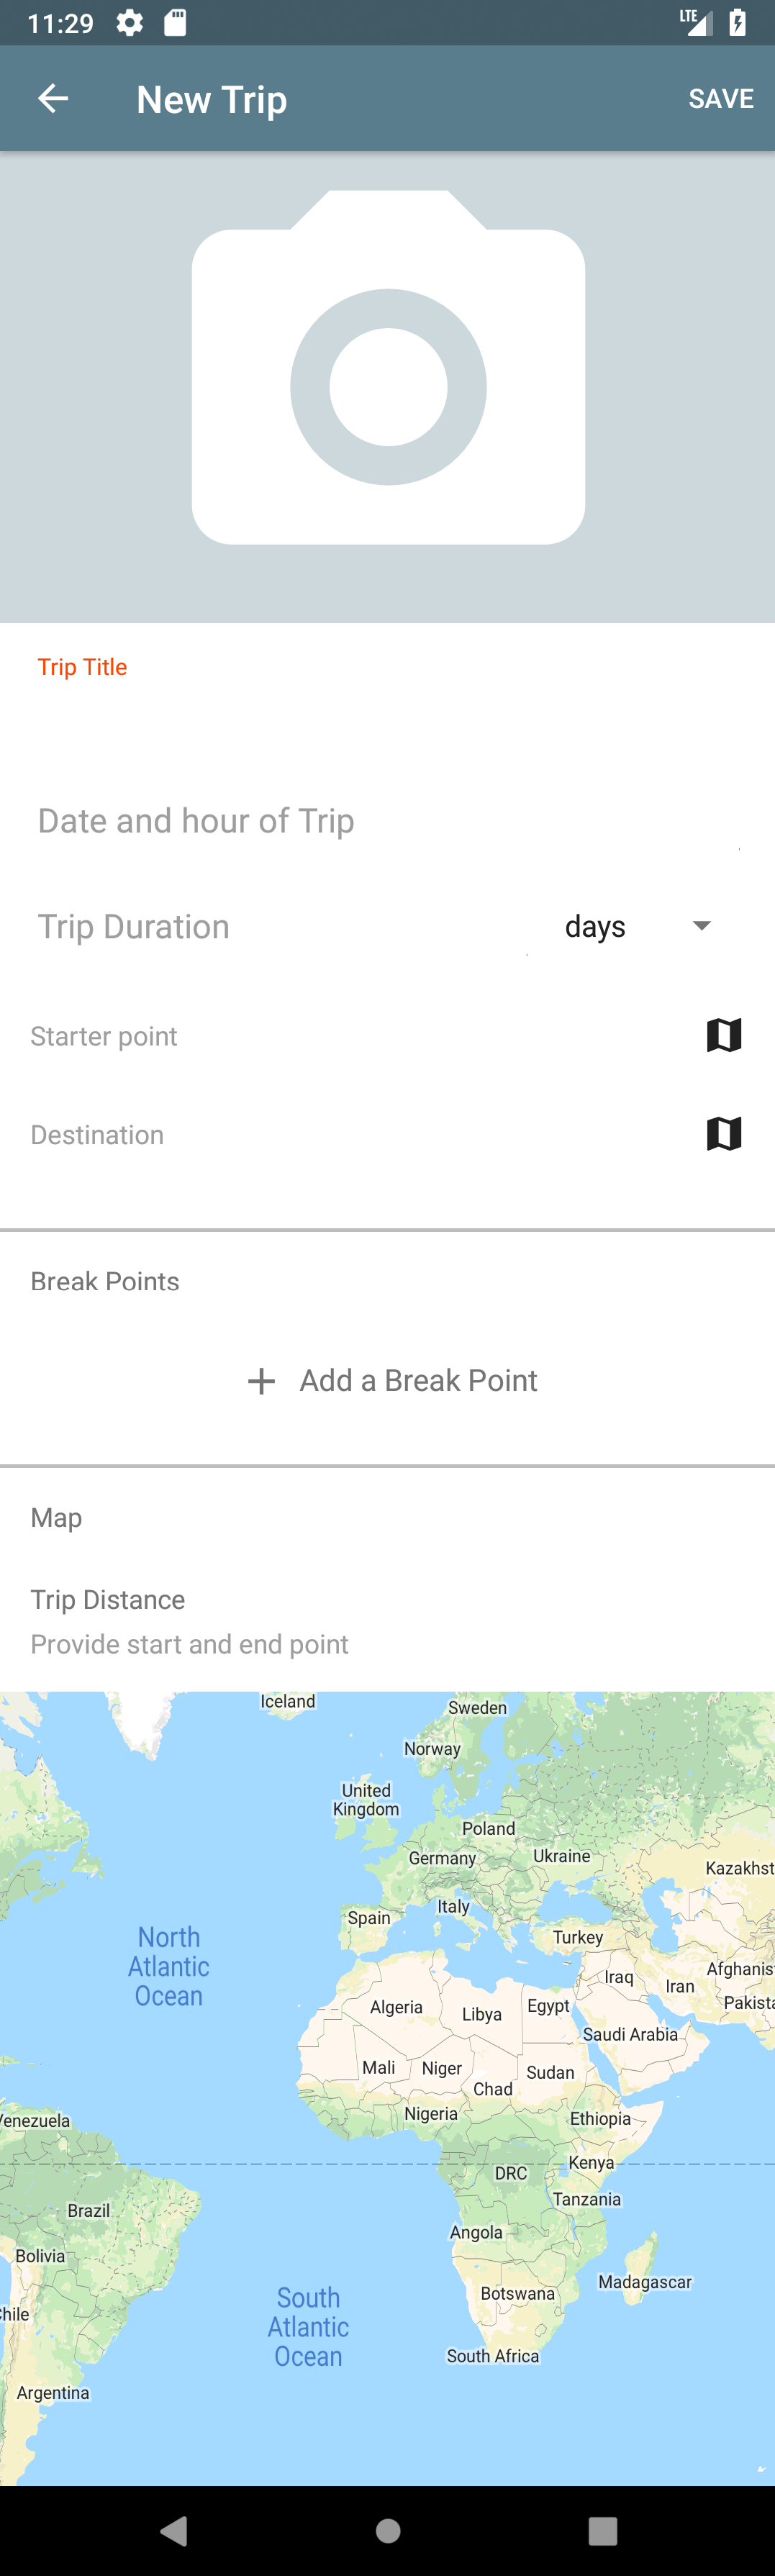 11:29
LTE
New Trip
SAVE
Trip Title
Date and hour of Trip
Trip Duration
days
Starter point
Destination
Break Points
Add a Break Point
Map
Trip Distance
Provide start and end point
Iceland
Sweden
Norway
United
Kingdom
Poland
Germany
Ukraine
Kazakhst
Italy
Spain
Turkey
North
Atlantic
Ocean
Iraq
Iran
Afghanis
Pakista
Algeria
Libya
Egypt
Saudi Arabia
Mali
Niger
Chad
Sudan
Nigeria
Ethiopia
Venezuela
DRC
Kenya
Tanzania
Brazil
Angola
Bolivia
Botswana
Madagascar
South
Atlantic
Ocean
Chile
South Africa
Argentina